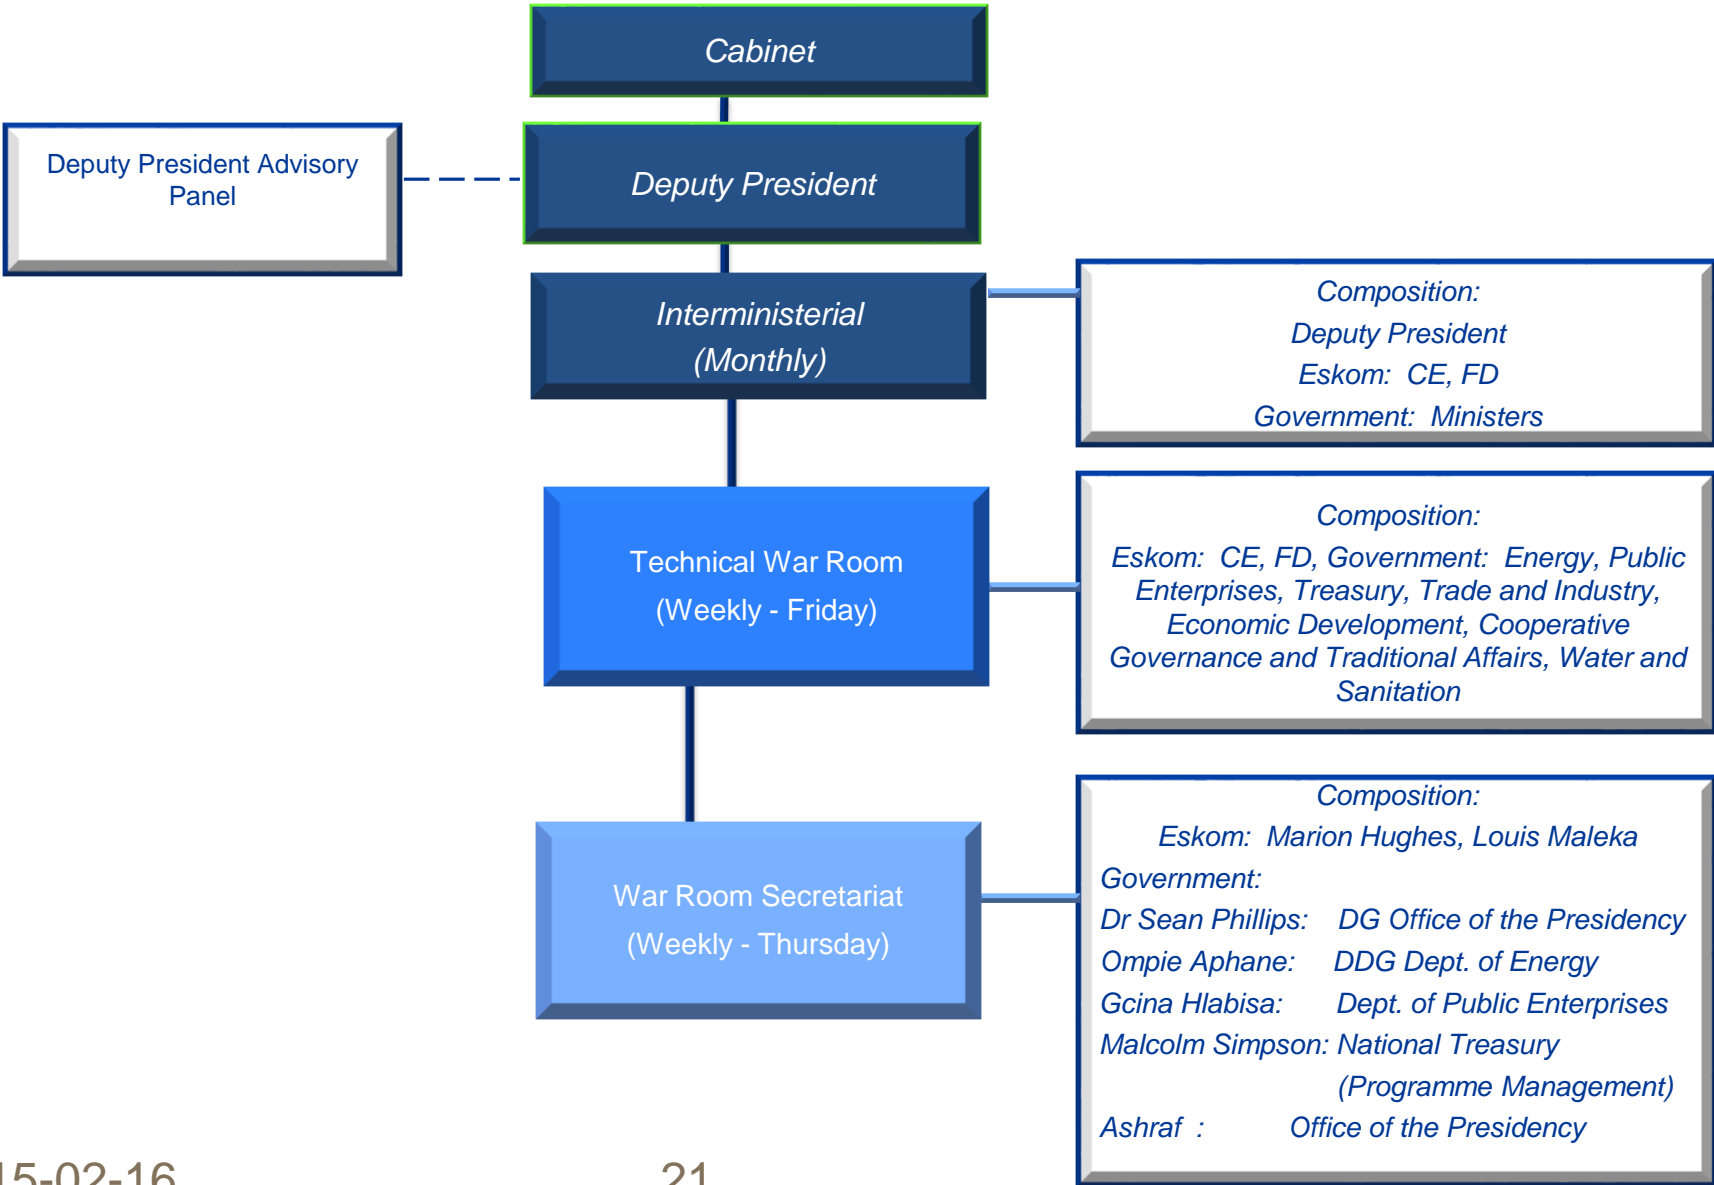 Cabinet
Deputy President Advisory
Panel
Deputy President
Interministerial
(Monthly)
Composition:
Deputy President
Eskom: CE, FD
Government: Ministers
Technical War Room
(Weekly - Friday)
Composition:
Eskom: CE, FD, Government: Energy, Public
Enterprises, Treasury, Trade and Industry,
Economic Development, Cooperative
Governance and Traditional Affairs, Water and
Sanitation
War Room Secretariat
(Weekly - Thursday)
Composition:
Eskom: Marion Hughes, Louis Maleka
Government:
Dr Sean Phillips: DG Office of the Presidency
Ompie Aphane: DDG Dept. of Energy
Gcina Hlabisa: Dept. of Public Enterprises
Malcolm Simpson: National Treasury
(Programme Management)
Ashraf : Office of the Presidency
15-02-16
21